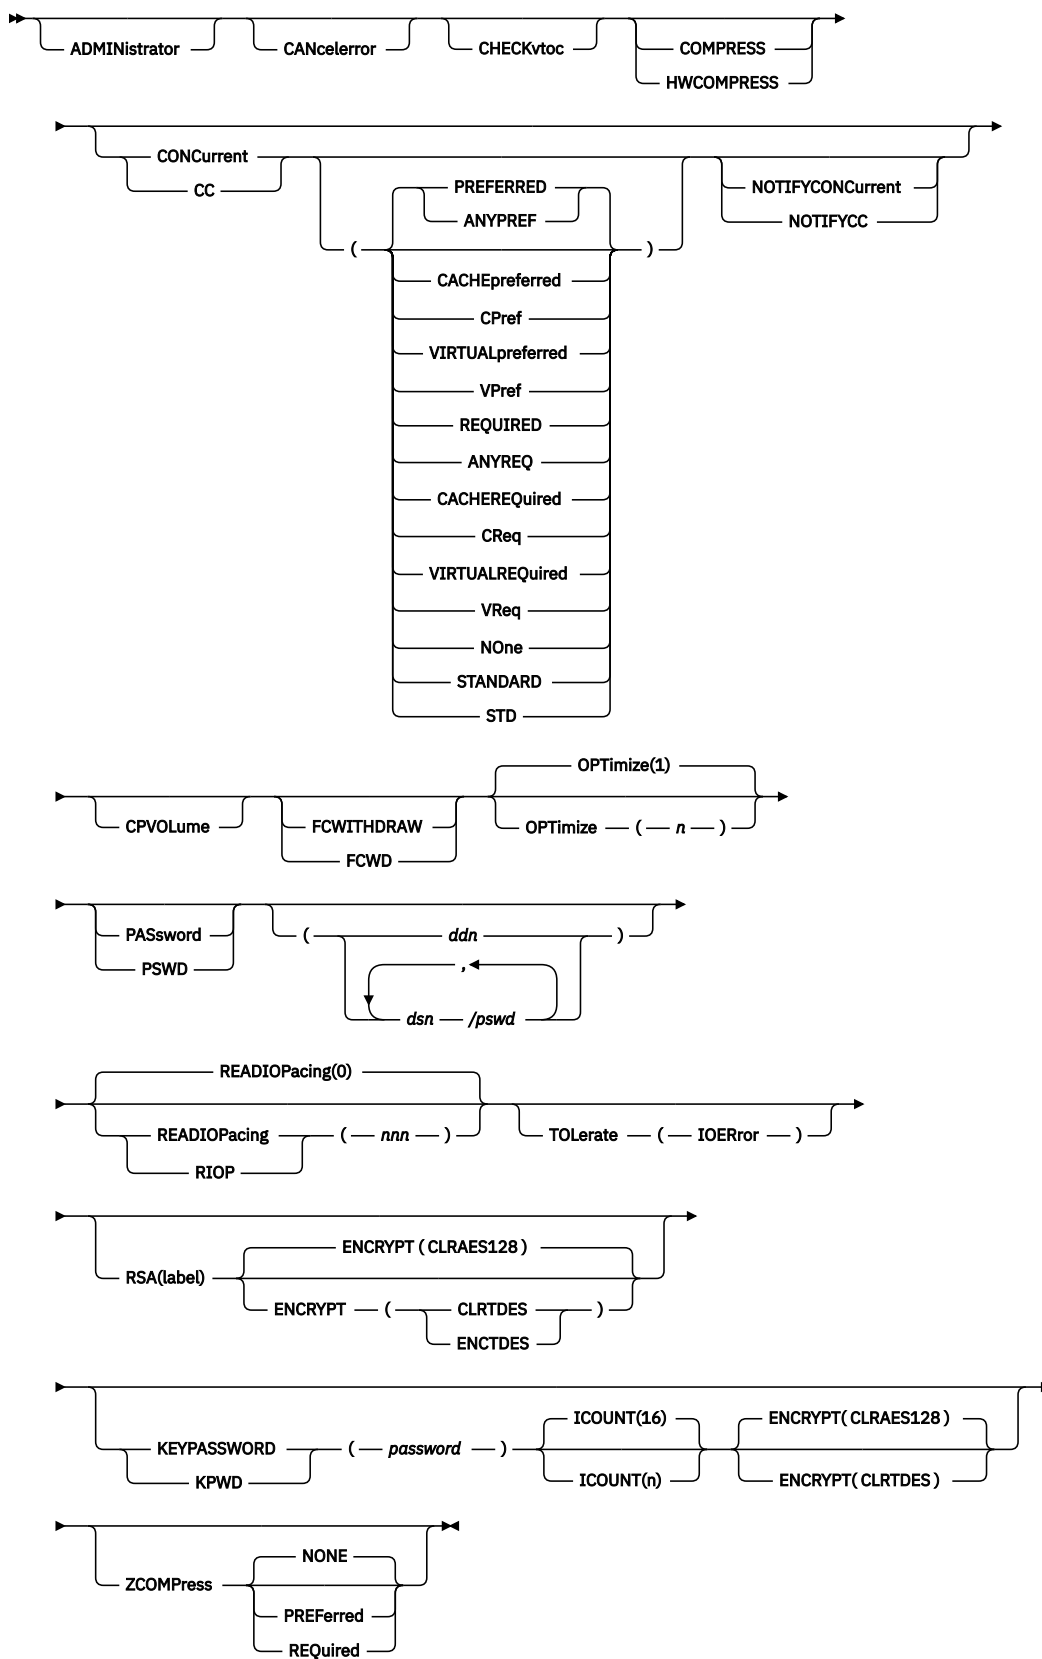 ADMINistrator CANcelerror CHECKvtoc COMPRESS
HWCOMPRESS
CONCurrent
CC
PREFERRED NOTIFYCONCurrent
ANYPREF NOTIFYCC
( )
CACHEpreferred
CPref
VIRTUALpreferred
VPref
REQUIRED
ANYREQ
CACHEREQuired
CReq
VIRTUALREQuired
VReq
NOne
STANDARD
STD
OPTimize(1)
CPVOLume FCWITHDRAW OPTimize ( n )
FCWD
PASsword ( ddn )
PSWD
,
dsn /pswd
READIOPacing(0)
READIOPacing ( nnn ) TOLerate ( IOERror )
RIOP
ENCRYPT ( CLRAES128 )
RSA(label)
ENCRYPT ( CLRTDES )
ENCTDES
ICOUNT(16) ENCRYPT( CLRAES128 )
KEYPASSWORD ( password )
KPWD ICOUNT(n) ENCRYPT( CLRTDES )
NONE
ZCOMPress
PREFerred
REQuired